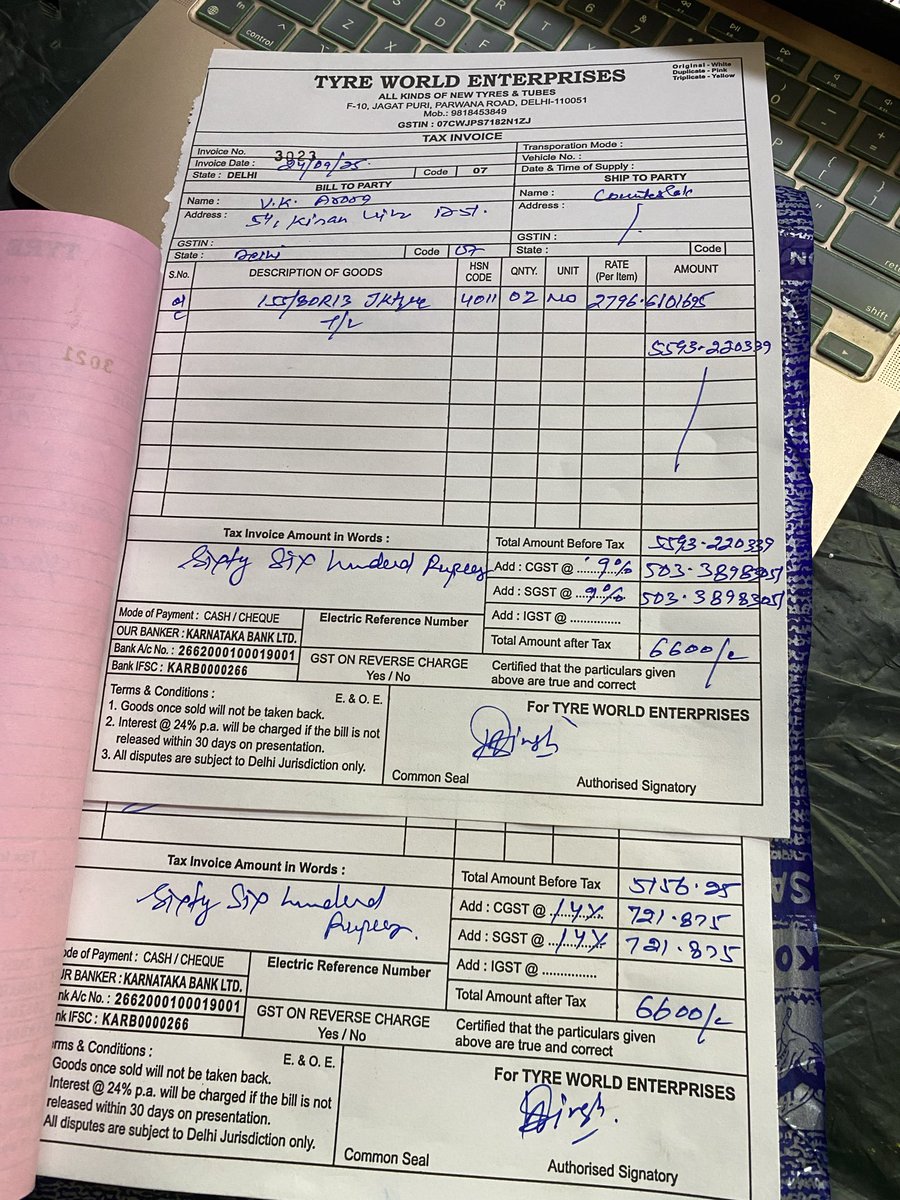 Original - White
Duplicate - Pink
Triplicate - Yellow
TYRE WORLD ENTERPRISES
ALL KINDS OF NEW TYRES & TUBES
F-10, JAGAT PURI, PARWANA ROAD, DELHI-110051
Mob.: 9818453849
GSTIN : 07CWJPS7182N1ZJ
TAX INVOICE
Invoice No. 3023
Invoice Date : 24/09/25
State : DELHI Code 07
Transporation Mode :
Vehicle No. :
Date & Time of Supply :
BILL TO PARTY
Name : V.K. Arora
Address : 54, Kiran
GSTIN :
State : Delhi Code 07
SHIP TO PARTY
Name :
Address :
GSTIN :
State : Code
S.No. DESCRIPTION OF GOODS HSN CODE QNTY. UNIT RATE (Per Item) AMOUNT
155/80R13 JKtyre 4011 02 NO 2796.6101695
T/L
5593.220339
Tax Invoice Amount in Words :
Sixty Six hunderd Rupees
Total Amount Before Tax 5593.220339
Add : CGST @ 9% 503.3898305
Add : SGST @ 9% 503.3898305
Add : IGST @ ..............
Total Amount after Tax 6600/-
Mode of Payment : CASH / CHEQUE
OUR BANKER : KARNATAKA BANK LTD.
Bank A/c No. : 2662000100019001
Bank IFSC : KARB0000266
Electric Reference Number
GST ON REVERSE CHARGE
Yes / No
Certified that the particulars given
above are true and correct
Terms & Conditions : E. & O. E.
1. Goods once sold will not be taken back.
2. Interest @ 24% p.a. will be charged if the bill is not
released within 30 days on presentation.
3. All disputes are subject to Delhi Jurisdiction only.
For TYRE WORLD ENTERPRISES
Singh
Common Seal
Authorised Signatory
Tax Invoice Amount in Words :
Sixty Six hunderd
Rupees.
Total Amount Before Tax 5156.25
Add : CGST @ 14% 721.875
Add : SGST @ 14% 721.875
Add : IGST @ ..............
Total Amount after Tax 6600/-
ode of Payment : CASH / CHEQUE
UR BANKER : KARNATAKA BANK LTD.
nk A/c No. : 2662000100019001
nk IFSC : KARB0000266
Electric Reference Number
GST ON REVERSE CHARGE
Yes / No
Certified that the particulars given
above are true and correct
rms & Conditions : E. & O. E.
Goods once sold will not be taken back.
Interest @ 24% p.a. will be charged if the bill is not
released within 30 days on presentation.
All disputes are subject to Delhi Jurisdiction only.
For TYRE WORLD ENTERPRISES
Singh.
Common Seal
Authorised Signatory
3021